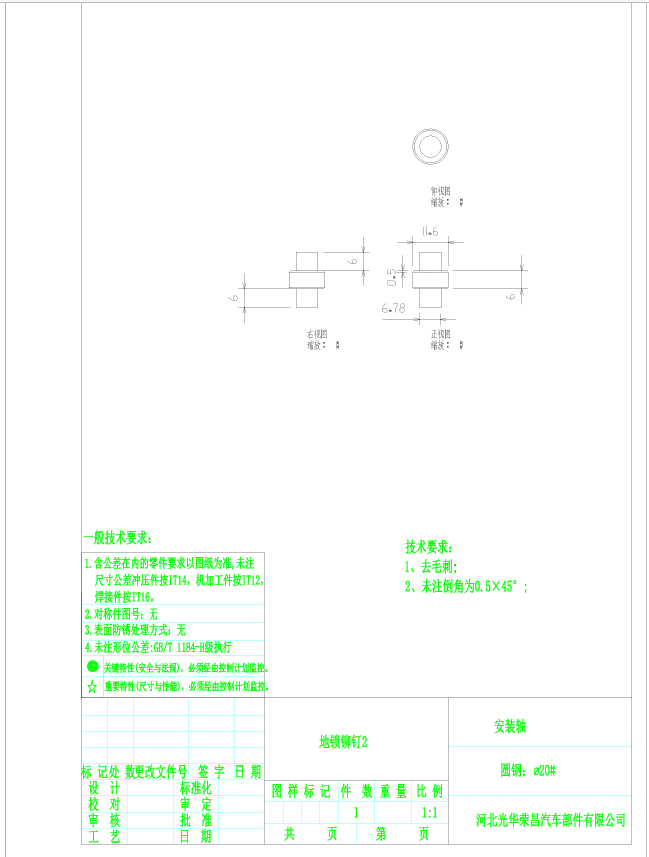 仰视图
缩放：
11.6
6
0.5
6
6
6.78
右视图
缩放：
正视图
缩放：
一般技术要求：
1.含公差在内的零件要求以图纸为准,未注
尺寸公差冲压件按IT14，机加工件按IT12，
焊接件按IT16。
2.对称件图号：无
3.表面防锈处理方式：无
4.未注形位公差:GB/T 1184-H级执行
关键特性(安全与法规)，必须经由控制计划监控。
重要特性(尺寸与性能)，必须经由控制计划监控。
技术要求：
1、去毛刺;
2、未注倒角为0.5×45°;
标 记 处 数 更改文件号 签 字 日 期
设 计 标准化
校 对 审 定
审 核 批 准
工 艺 日 期
地锁铆钉2
图 样 标 记 件 数 重 量 比 例
1 1:1
共 页 第 页
安装轴
圆钢：ø20#
河北光华荣昌汽车部件有限公司